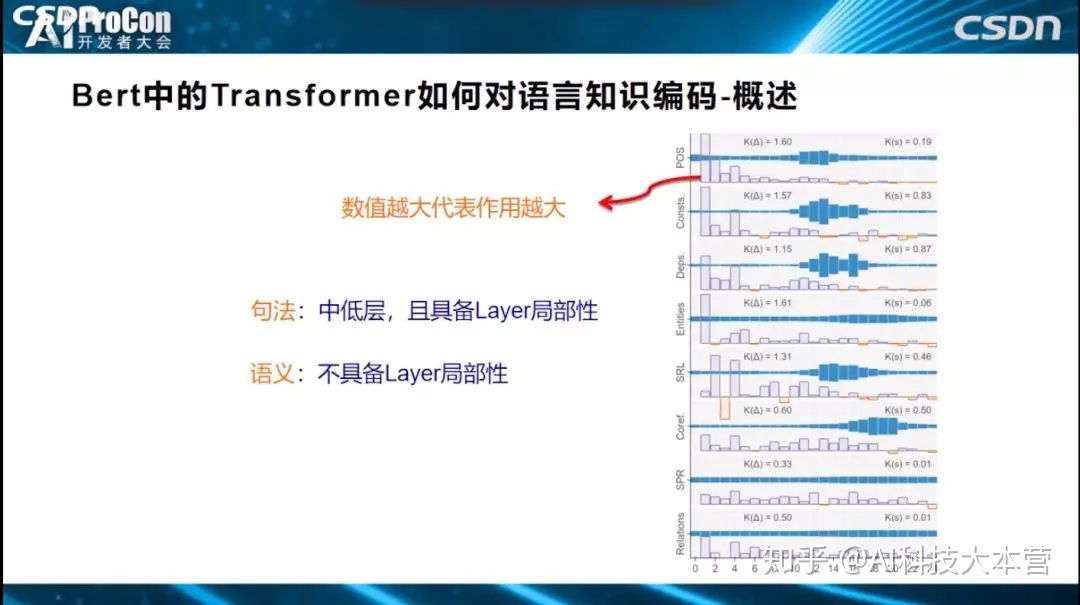 CSDN
AI ProCon
开发者大会
CSDN
Bert中的Transformer如何对语言知识编码-概述
数值越大代表作用越大
句法：中低层，且具备Layer局部性
语义：不具备Layer局部性
POS
K(Δ) = 1.60
K(s) = 0.19
Consts.
K(Δ) = 1.57
K(s) = 0.83
Deps.
K(Δ) = 1.15
K(s) = 0.87
Entities
K(Δ) = 1.61
K(s) = 0.06
SRL
K(Δ) = 1.31
K(s) = 0.46
Coref.
K(Δ) = 0.60
K(s) = 0.50
SPR
K(Δ) = 0.33
K(s) = 0.01
Relations
K(Δ) = 0.50
K(s) = 0.01
0 2 4 6
知乎 @AI科技大本营